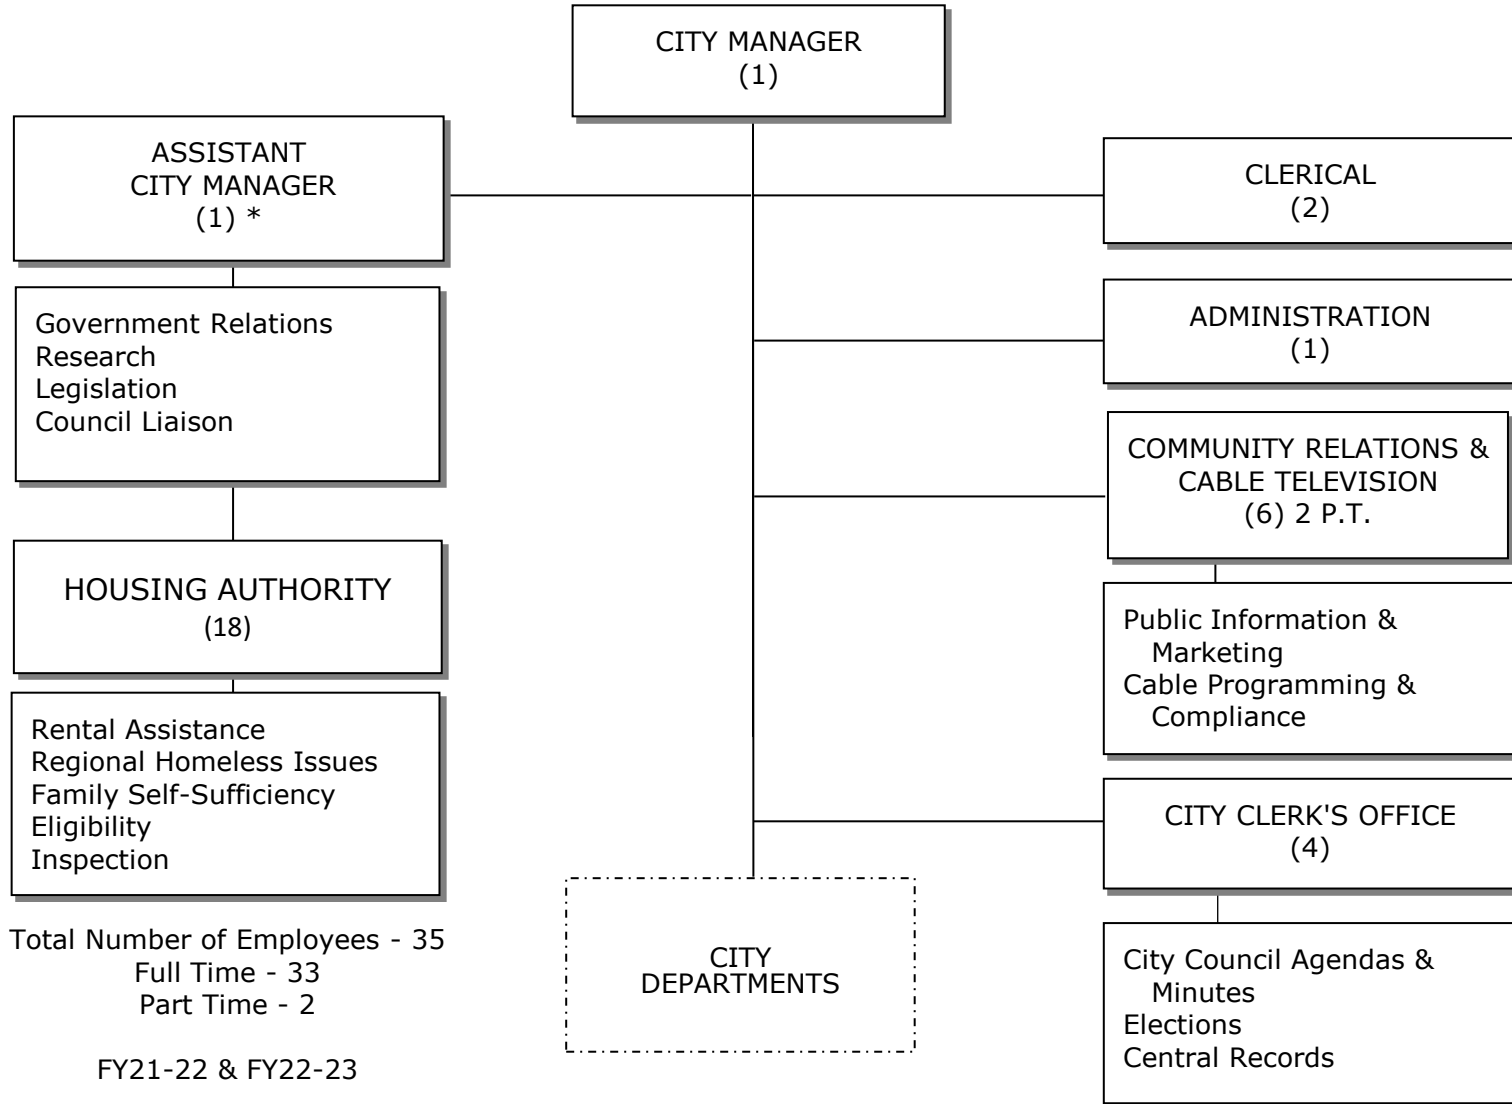 CITY MANAGER
(1)
ASSISTANT
CITY MANAGER
(1) *
Government Relations
Research
Legislation
Council Liaison
HOUSING AUTHORITY
(18)
Rental Assistance
Regional Homeless Issues
Family Self-Sufficiency
Eligibility
Inspection
Total Number of Employees - 35
Full Time - 33
Part Time - 2
FY21-22 & FY22-23
CITY
DEPARTMENTS
CLERICAL
(2)
ADMINISTRATION
(1)
COMMUNITY RELATIONS &
CABLE TELEVISION
(6) 2 P.T.
Public Information &
Marketing
Cable Programming &
Compliance
CITY CLERK'S OFFICE
(4)
City Council Agendas &
Minutes
Elections
Central Records